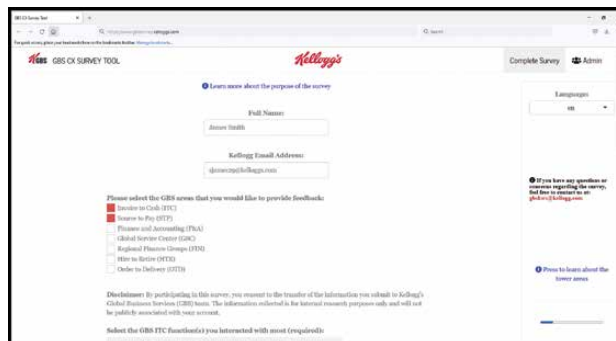 GBS CX Survey Tool
Search
GBS
GBS CX SURVEY TOOL
Kellogg's
Complete Survey
Admin
Learn more about the purpose of the survey
Languages
en
Full Name:
James Smith
Kellogg Email Address:
If you have any questions or
concerns regarding the survey,
feel free to contact us at:
Please select the GBS areas that you would like to provide feedback:
Invoice to Cash (ITC)
Source to Pay (STP)
Finance and Accounting (F&A)
Global Service Center (GSC)
Regional Finance Groups (FIN)
Hire to Retire (HTR)
Order to Delivery (OTD)
Press to learn about the
tower areas
Disclaimer: By participating in this survey, you consent to the transfer of the information you submit to Kellogg's
Global Business Services (GBS) team. The information collected is for internal research purposes only and will not
be publicly associated with your account.
Select the GBS ITC function(s) you interacted with most (required):